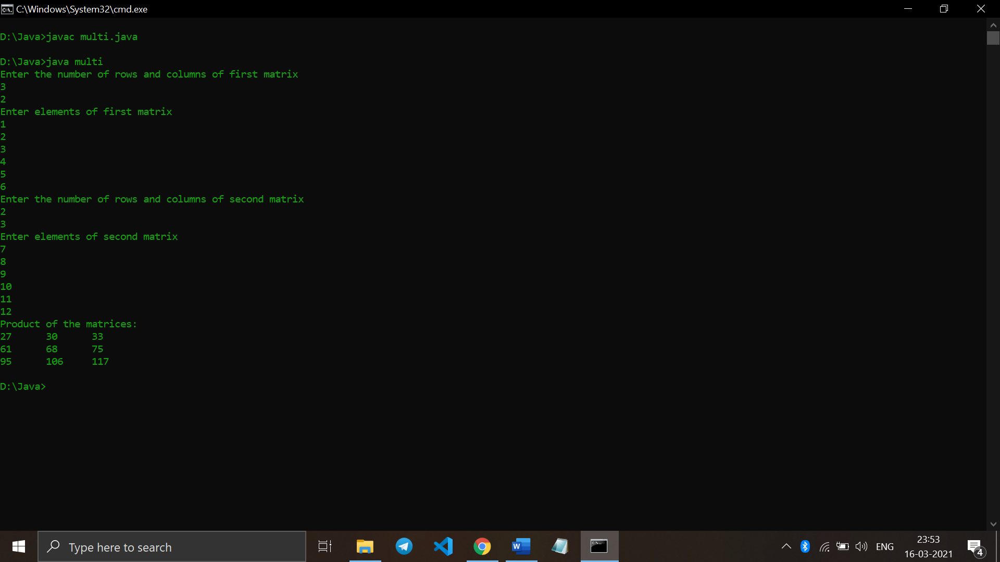 C:\Windows\System32\cmd.exe
D:\Java>javac multi.java
D:\Java>java multi
Enter the number of rows and columns of first matrix
3
2
Enter elements of first matrix
1
2
3
4
5
6
Enter the number of rows and columns of second matrix
2
3
Enter elements of second matrix
7
8
9
10
11
12
Product of the matrices:
27 30 33
61 68 75
95 106 117
D:\Java>
Type here to search
ENG
23:53
16-03-2021
4